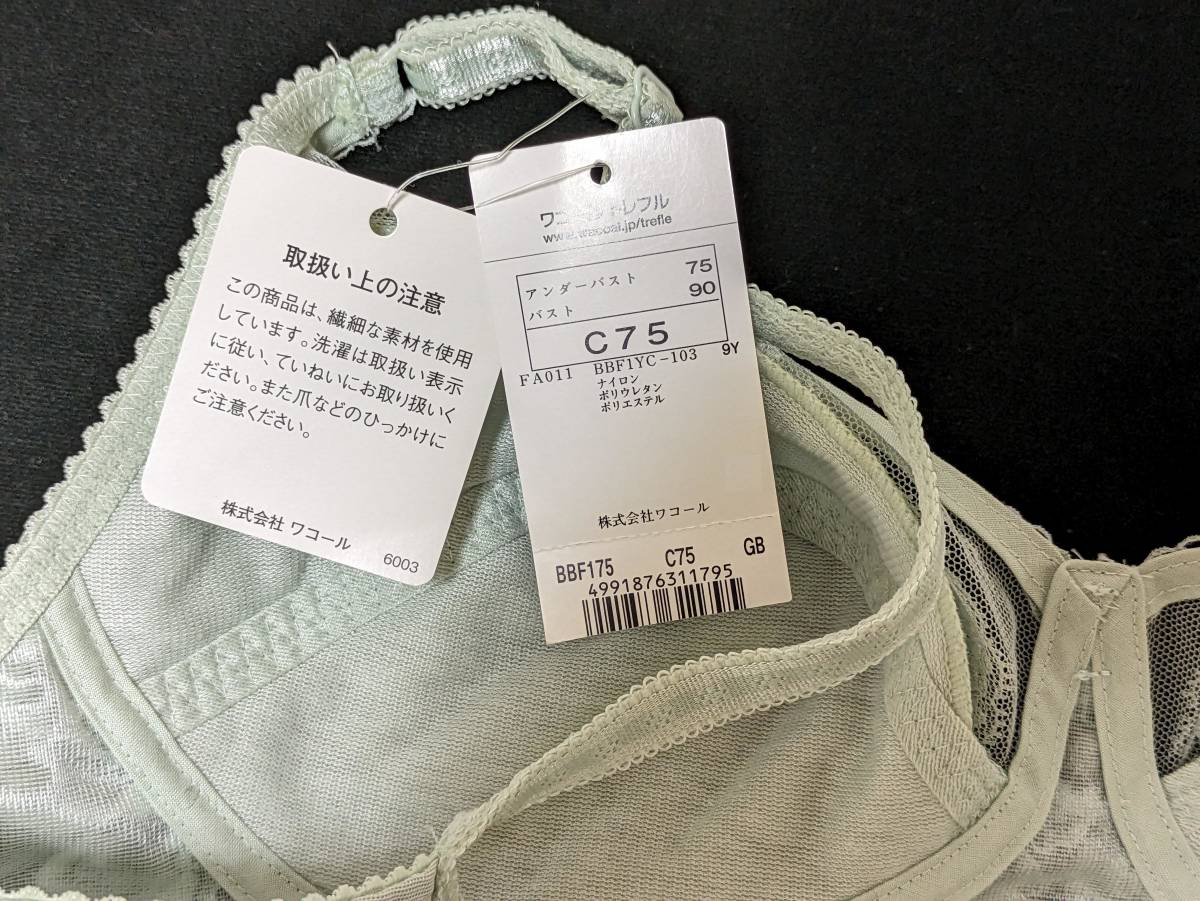 取扱い上の注意
この商品は、繊細な素材を使用
しています。洗濯は取扱い表示
に従い、ていねいにお取り扱いく
ださい。また爪などのひっかけに
ご注意ください。
株式会社 ワコール
6003
www.wacoal.jp/trefle
アンダーバスト 75
バスト 90
C75
FA011 BBF1YC-103 9Y
ナイロン
ポリウレタン
ポリエステル
株式会社ワコール
BBF175 C75 GB
4991876311795